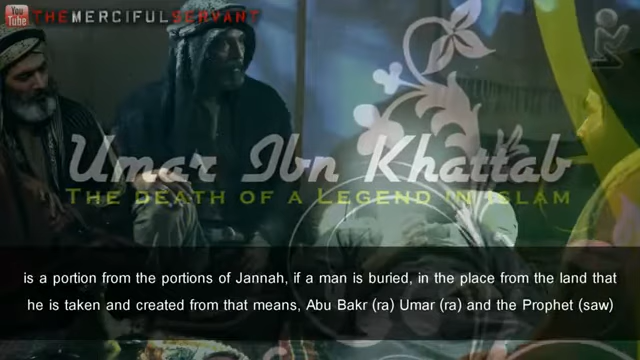 You Tube THEMERCIFULSERVANT
Umar Ibn Khattab
THE DEATH OF A LEGEND IN ISLAM
is a portion from the portions of Jannah, if a man is buried, in the place from the land that
he is taken and created from that means, Abu Bakr (ra) Umar (ra) and the Prophet (saw)